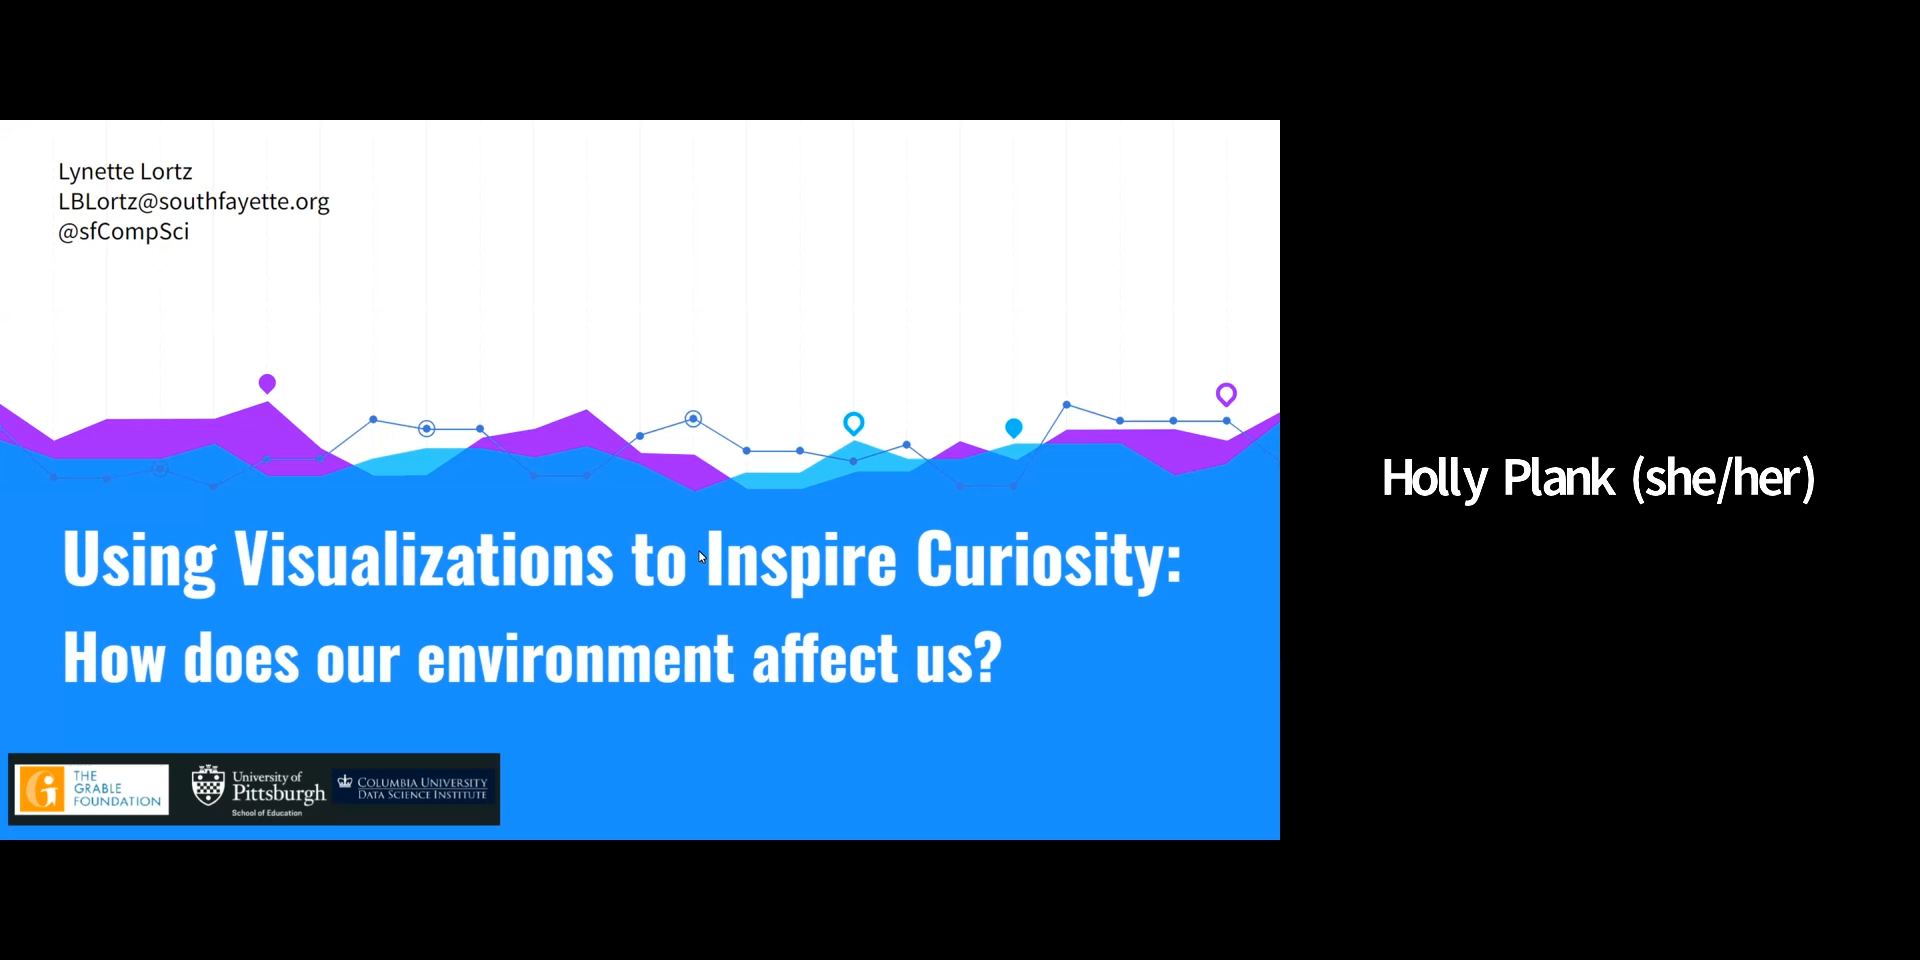 Lynette Lortz
LBLortz@southfayette.org
@sfCompSci
Using Visualizations to Inspire Curiosity:
How does our environment affect us?
THE
GRABLE
FOUNDATION
University of
Pittsburgh
School of Education
COLUMBIA UNIVERSITY
DATA SCIENCE INSTITUTE
Holly Plank (she/her)